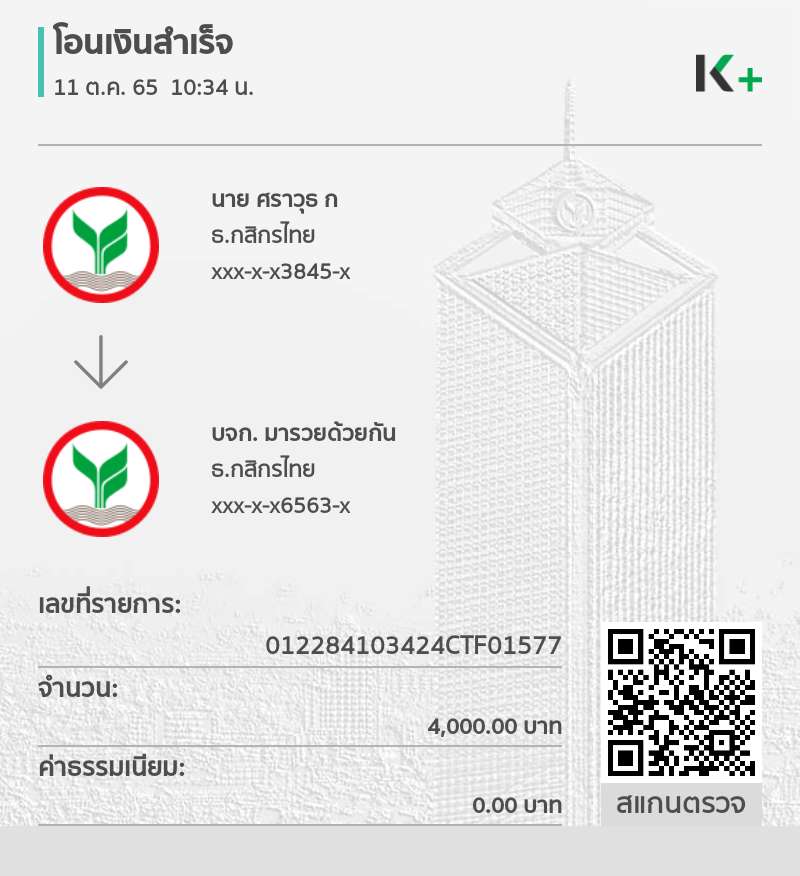 โอนเงินสำเร็จ
11 ต.ค. 65 10:34 น.
K+
นาย ศราวุธ ก
ธ.กสิกรไทย
xxx-x-x3845-x
บจก. มารวยด้วยกัน
ธ.กสิกรไทย
xxx-x-x6563-x
เลขที่รายการ:
012284103424CTF01577
จำนวน:
4,000.00 บาท
ค่าธรรมเนียม:
0.00 บาท
สแกนตรวจ